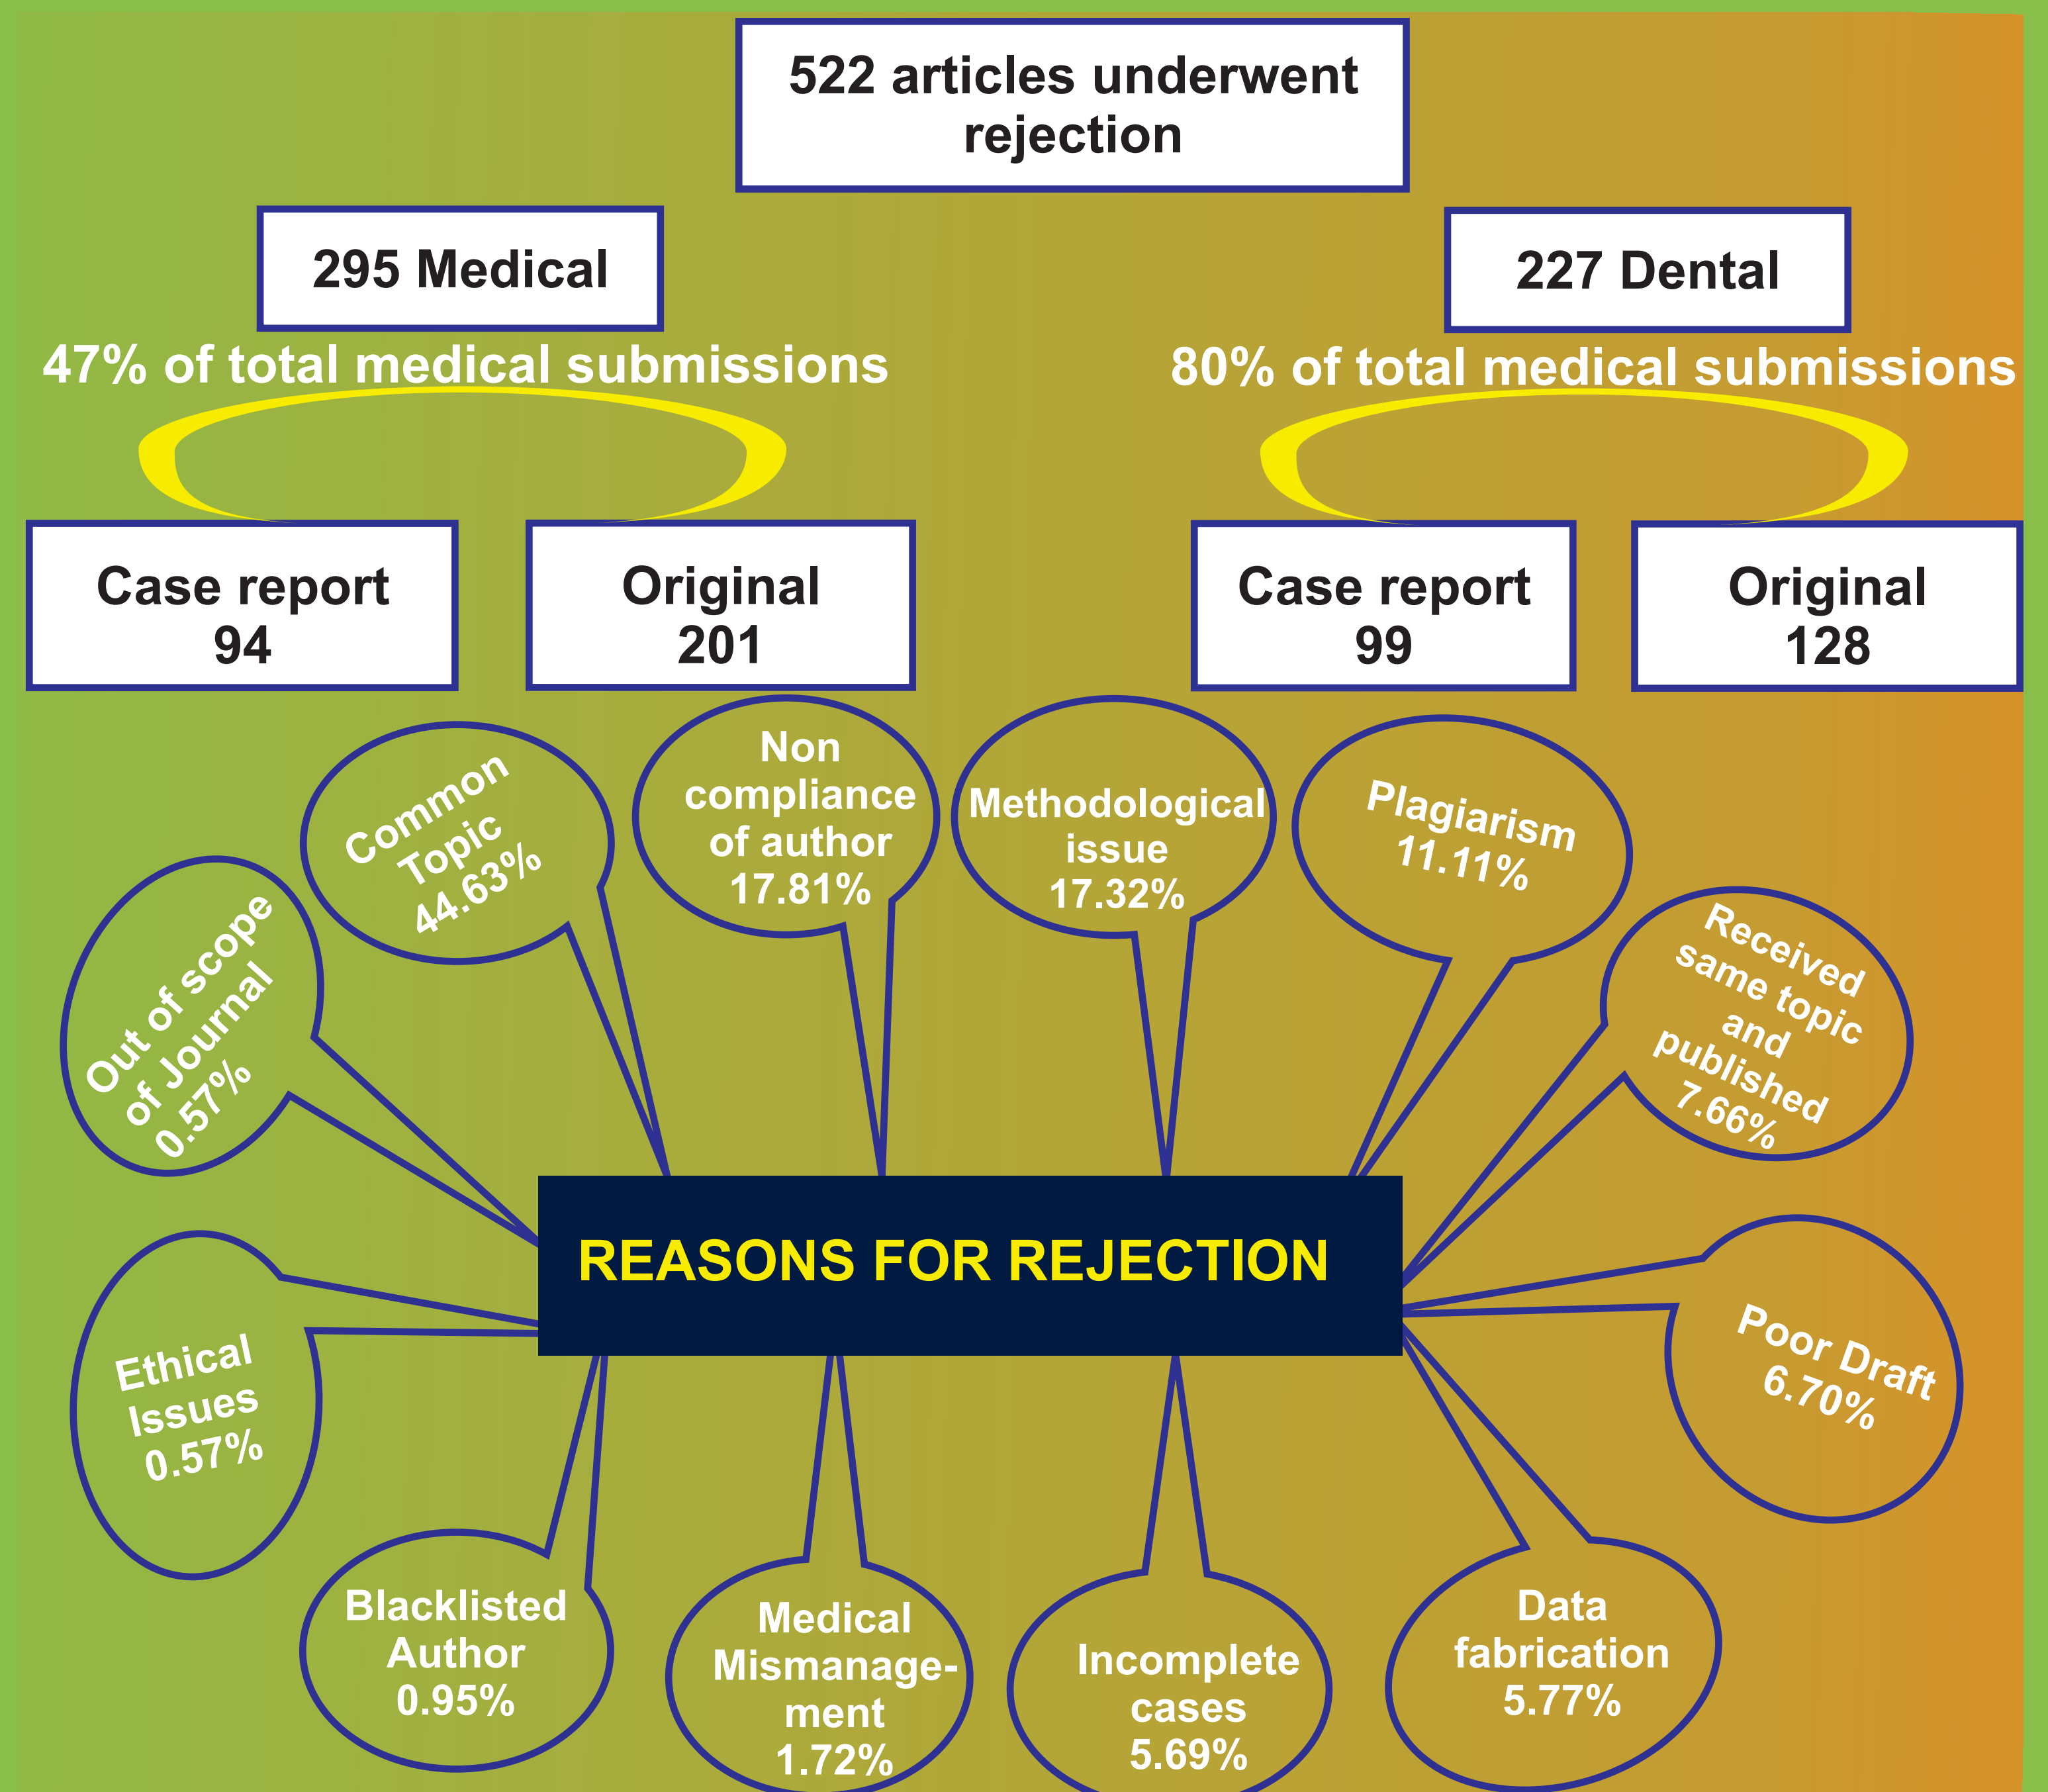 522 articles underwent
rejection
295 Medical
227 Dental
47% of total medical submissions
80% of total medical submissions
Case report
94
Original
201
Case report
99
Original
128
Out of scope
of Journal
0.57%
Common
Topic
44.63%
Non
compliance
of author
17.81%
Methodological
issue
17.32%
Plagiarism
11.11%
Received
same topic
and
published
7.66%
REASONS FOR REJECTION
Ethical
Issues
0.57%
Poor Draft
6.70%
Blacklisted
Author
0.95%
Medical
Mismanage-
ment
1.72%
Incomplete
cases
5.69%
Data
fabrication
5.77%